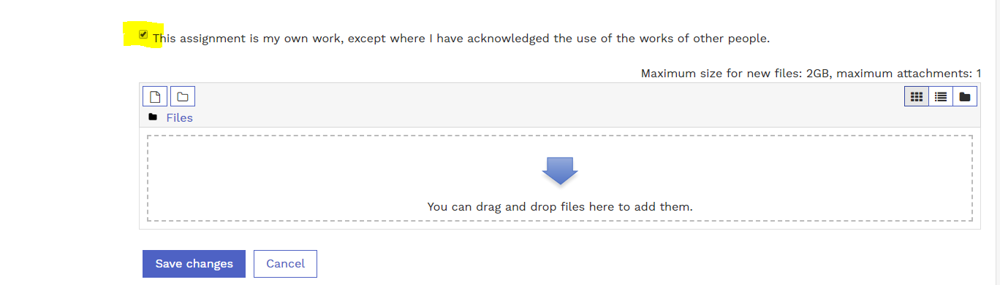 This assignment is my own work, except where I have acknowledged the use of the works of other people.
Maximum size for new files: 2GB, maximum attachments: 1
Files
You can drag and drop files here to add them.
Save changes Cancel